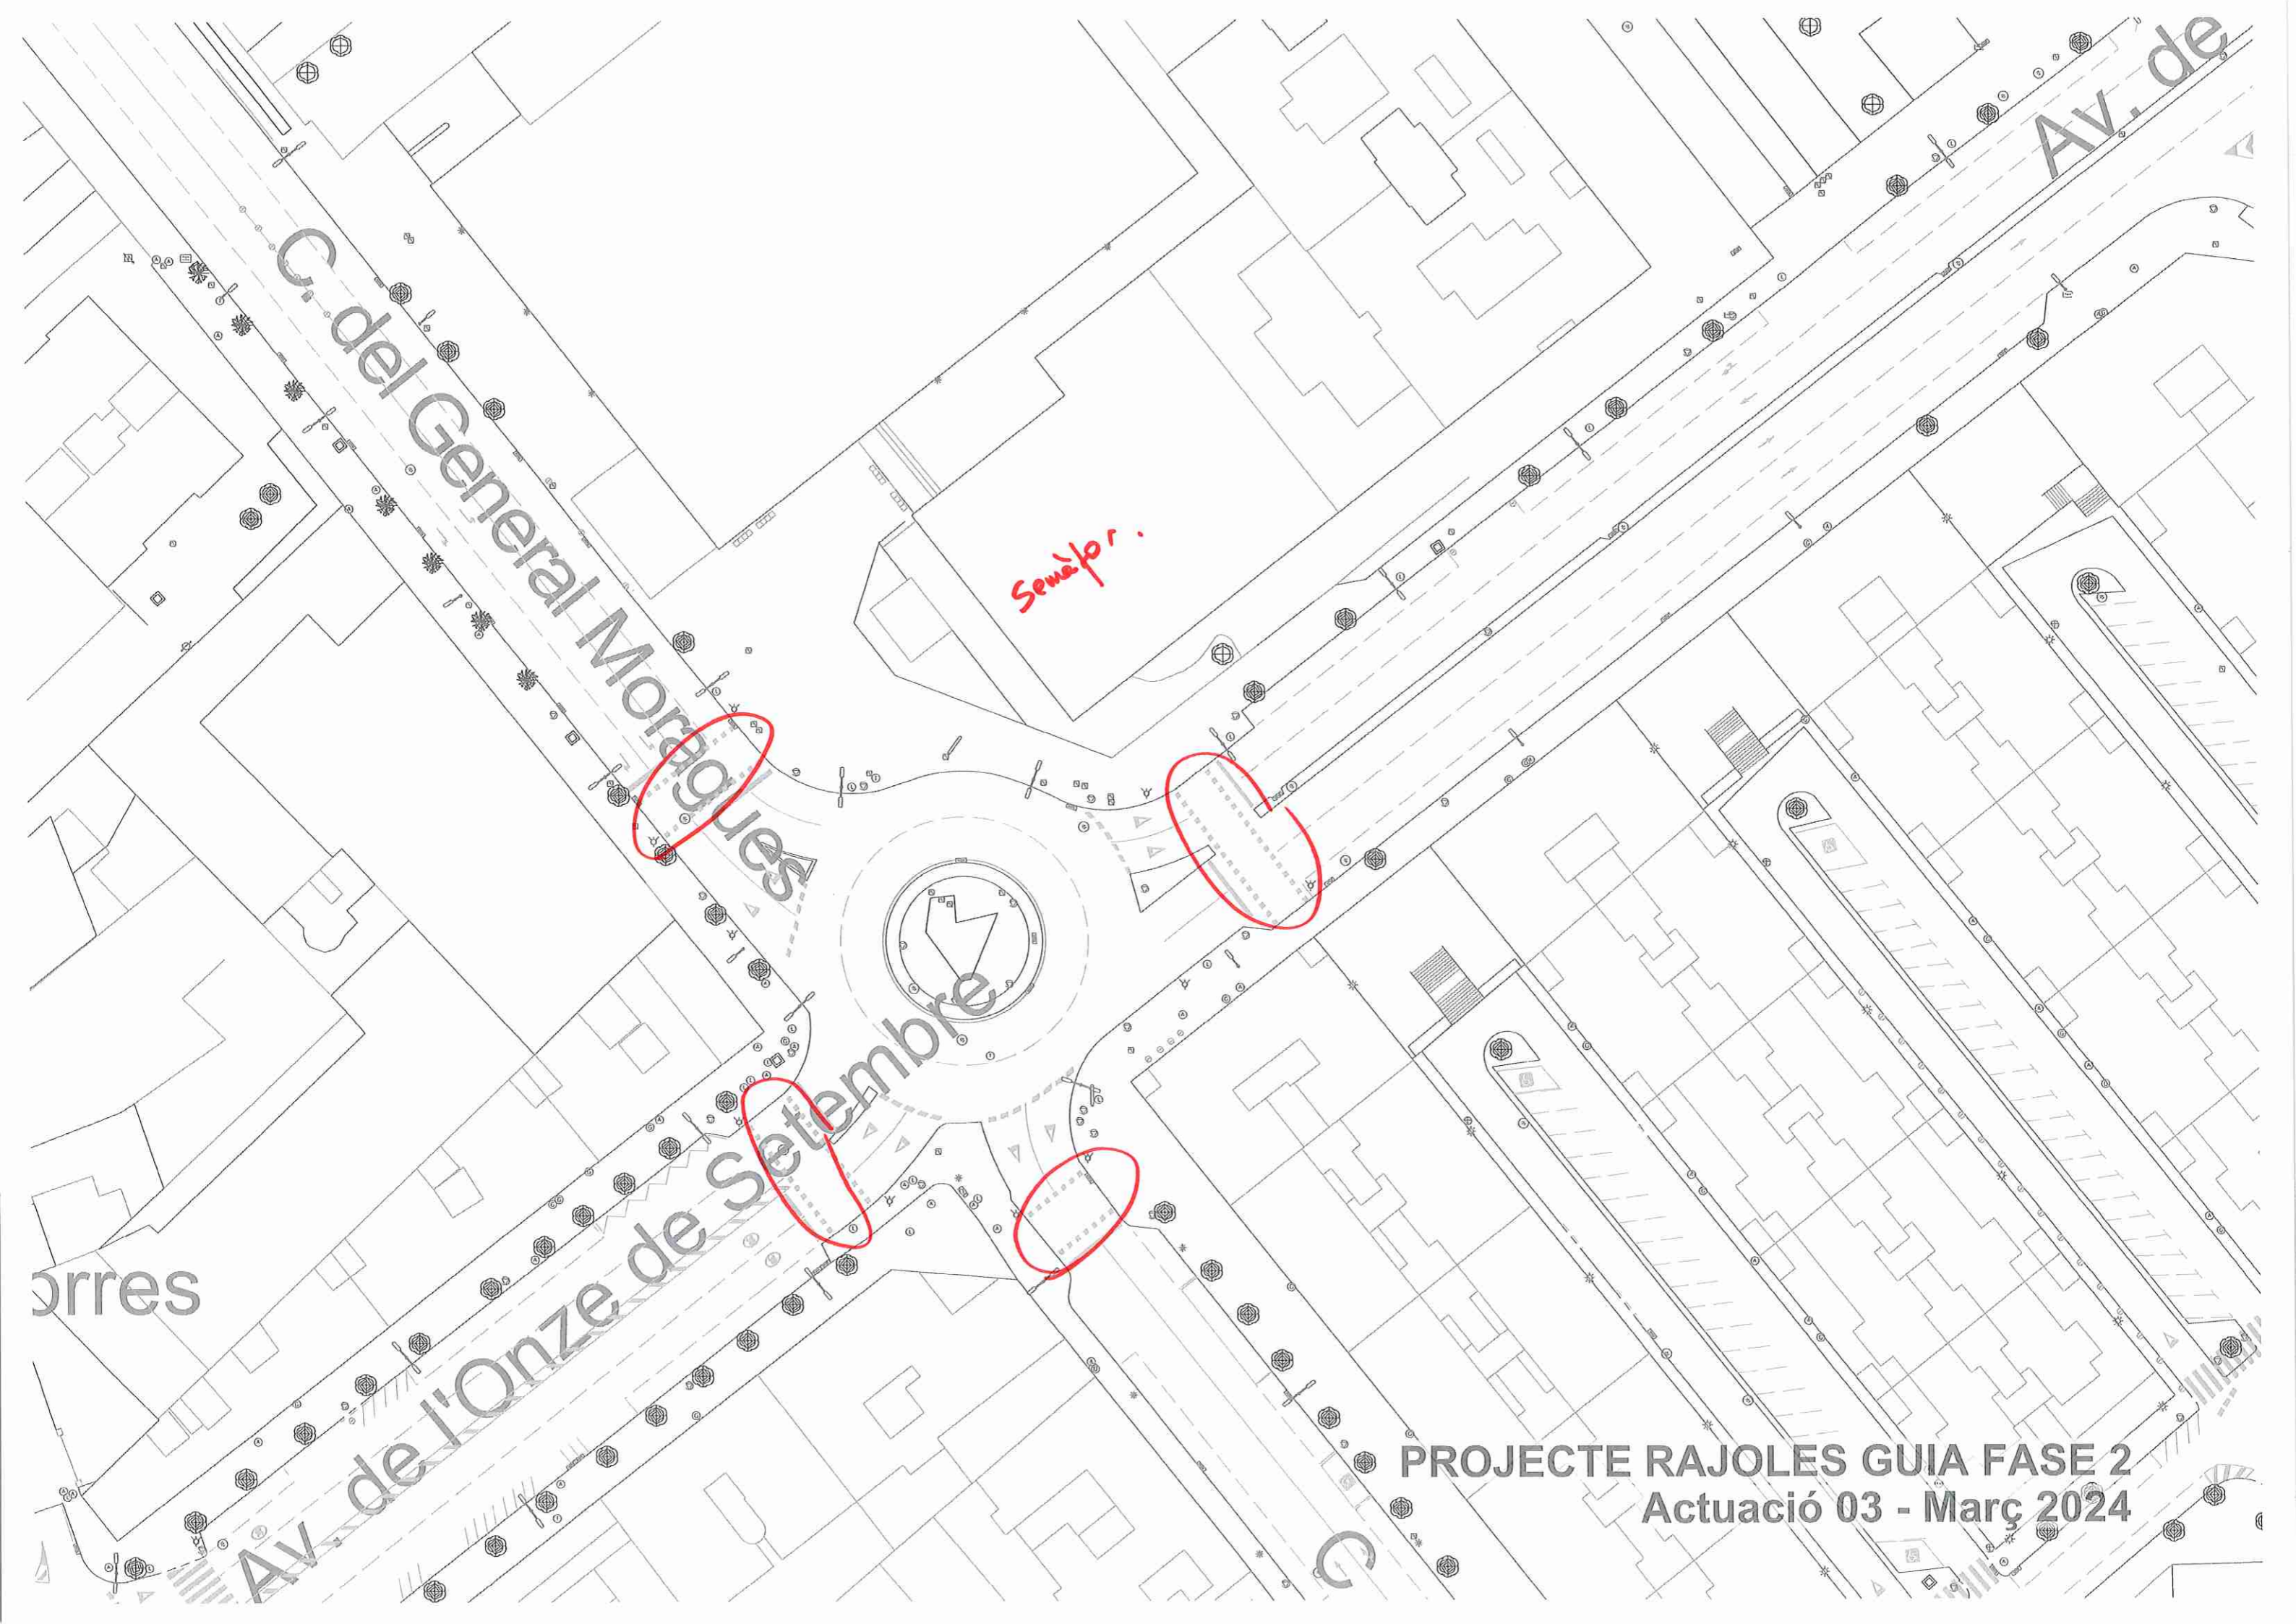 Av. de
C. del General Moragues
Semàfor.
Av. de l'Onze de Setembre
orres
C
PROJECTE RAJOLES GUIA FASE 2
Actuació 03 - Març 2024